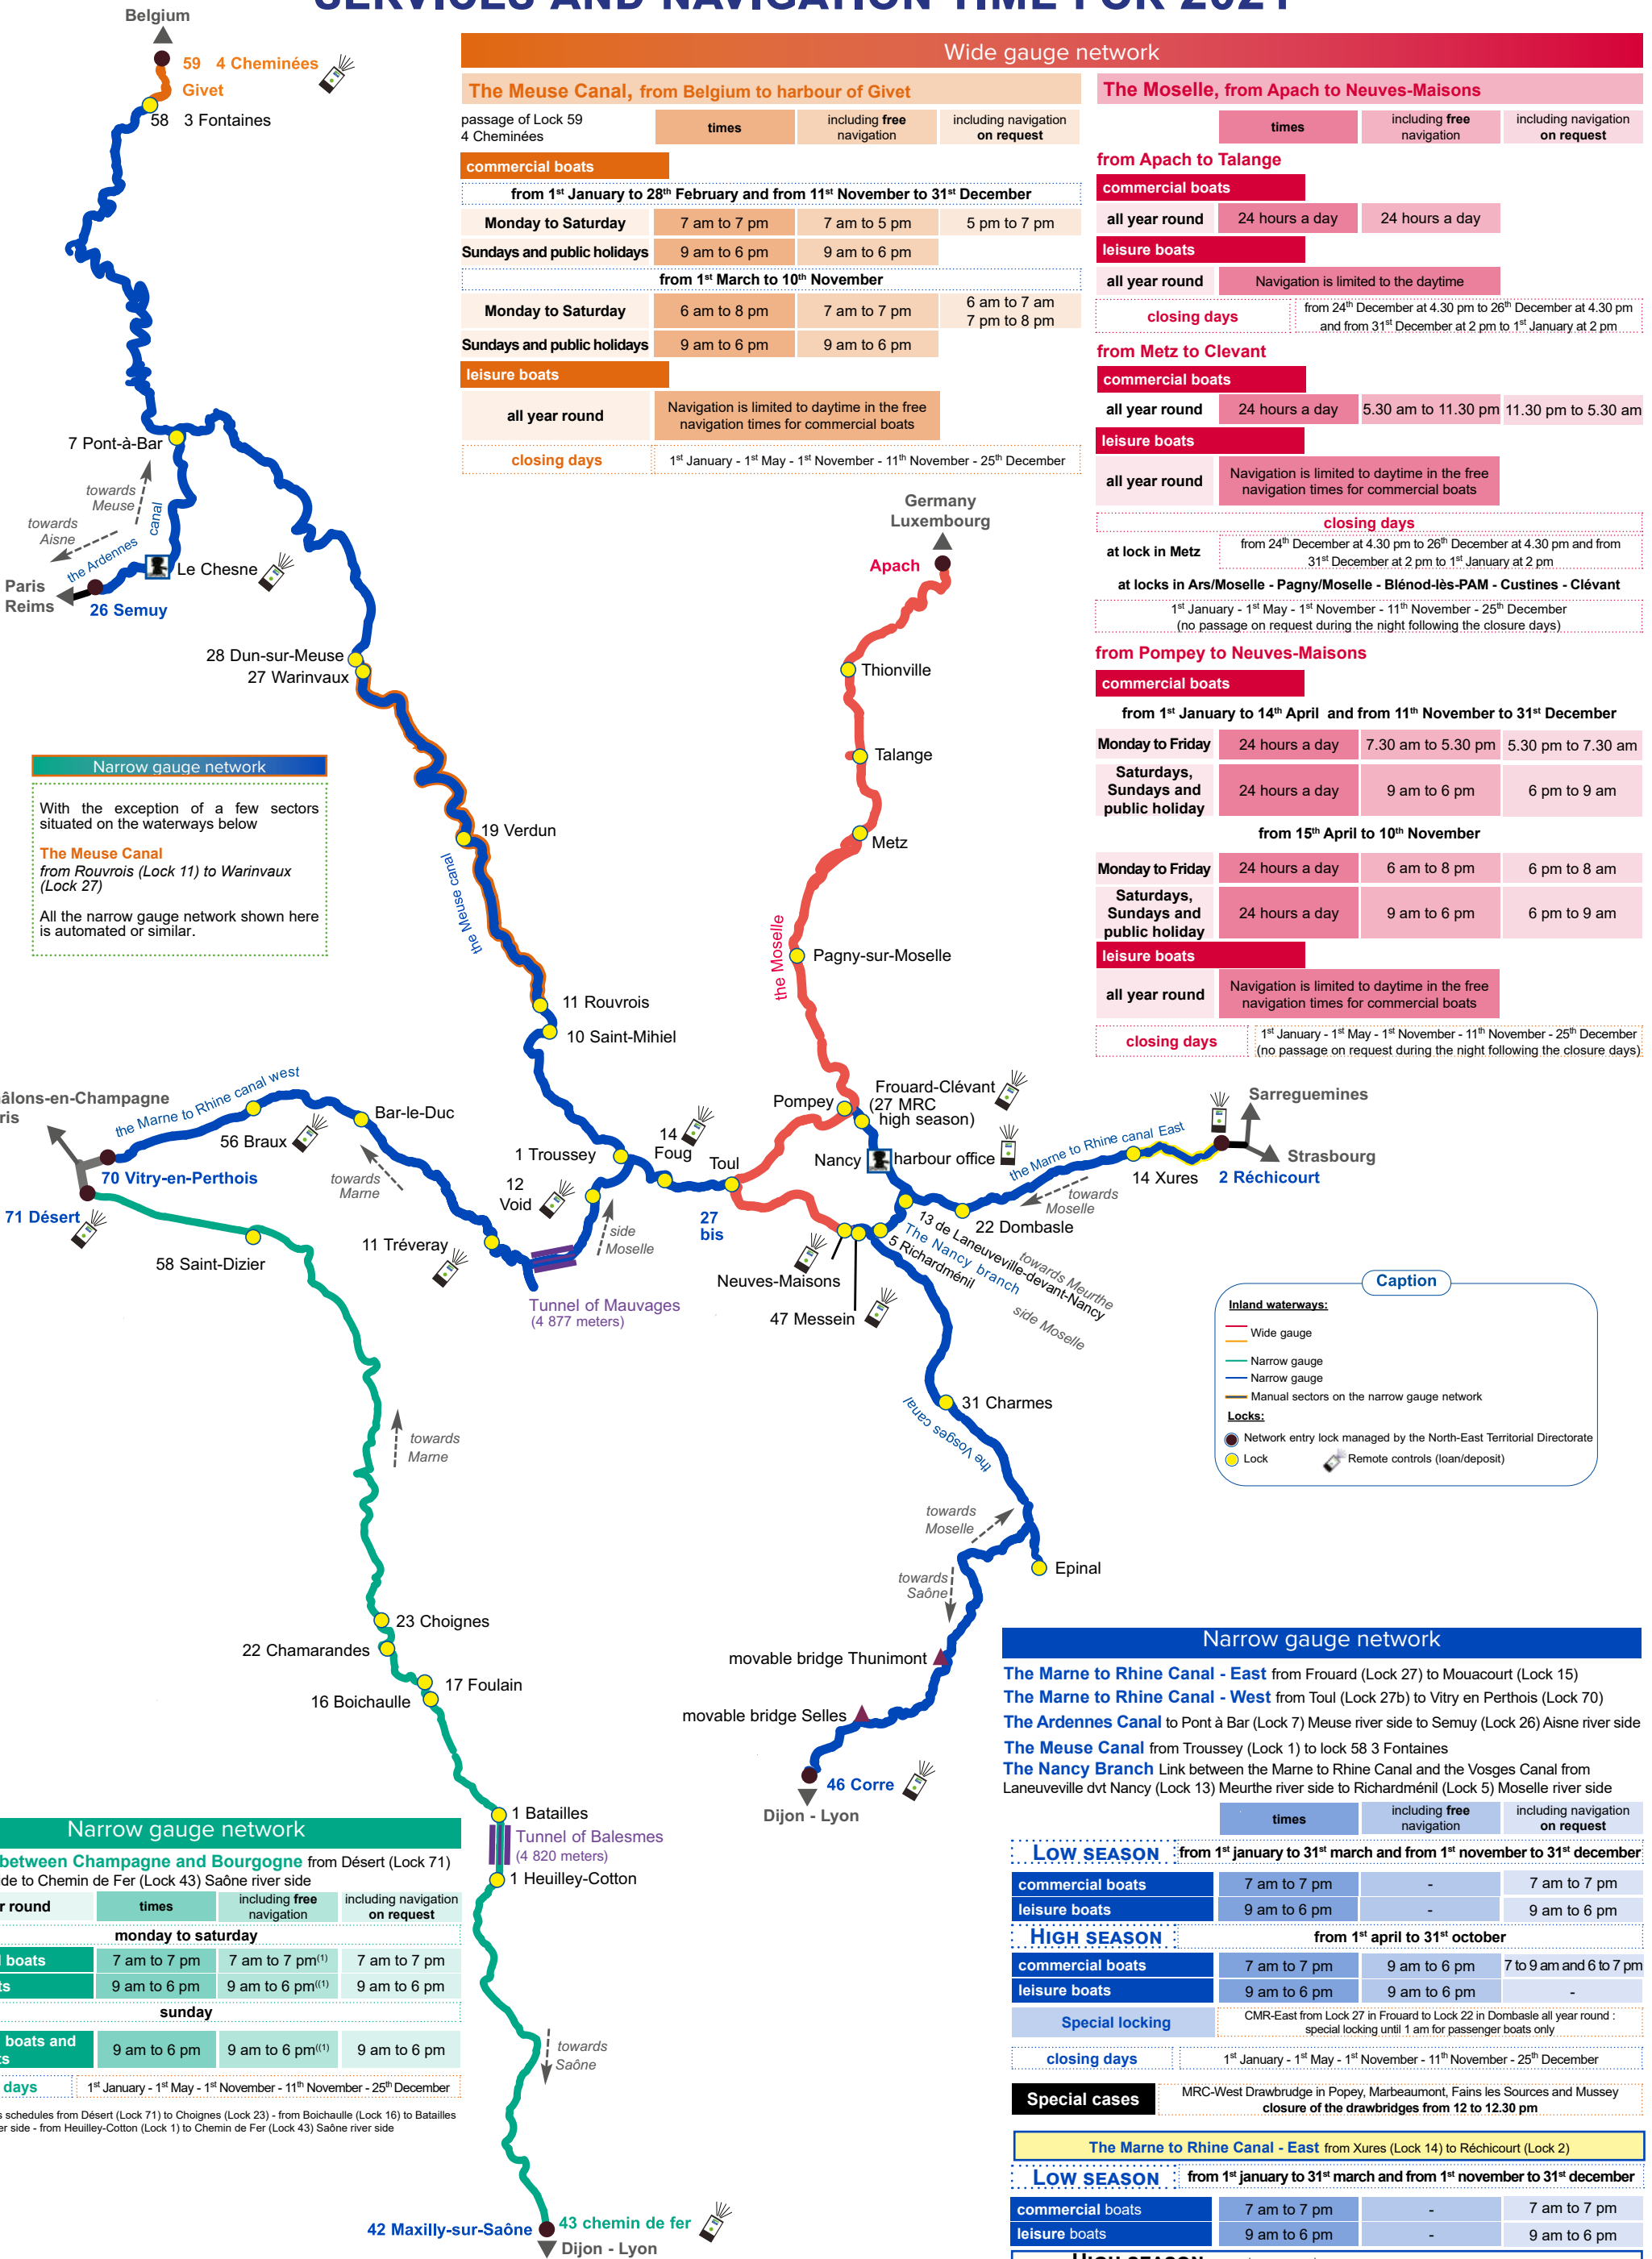 SERVICES AND NAVIGATION TIME FOR 2021
Belgium
59 4 Cheminées
Givet
58 3 Fontaines
7 Pont-à-Bar
towards
Meuse
towards
Aisne
the Ardennes
canal
Le Chesne
Paris
Reims
26 Semuy
28 Dun-sur-Meuse
27 Warinvaux
19 Verdun
the Meuse canal
11 Rouvrois
10 Saint-Mihiel
Wide gauge network
The Meuse Canal, from Belgium to harbour of Givet
passage of Lock 59
4 Cheminées
times
including free
navigation
including navigation
on request
commercial boats
from 1st January to 28th February and from 11st November to 31st December
Monday to Saturday 7 am to 7 pm 7 am to 5 pm 5 pm to 7 pm
Sundays and public holidays 9 am to 6 pm 9 am to 6 pm
from 1st March to 10th November
Monday to Saturday 6 am to 8 pm 7 am to 7 pm 6 am to 7 am
7 pm to 8 pm
Sundays and public holidays 9 am to 6 pm 9 am to 6 pm
leisure boats
all year round
Navigation is limited to daytime in the free
navigation times for commercial boats
closing days 1st January - 1st May - 1st November - 11th November - 25th December
The Moselle, from Apach to Neuves-Maisons
times
including free
navigation
including navigation
on request
from Apach to Talange
commercial boats
all year round 24 hours a day 24 hours a day
leisure boats
all year round Navigation is limited to the daytime
closing days
from 24th December at 4.30 pm to 26th December at 4.30 pm
and from 31st December at 2 pm to 1st January at 2 pm
from Metz to Clevant
commercial boats
all year round 24 hours a day 5.30 am to 11.30 pm 11.30 pm to 5.30 am
leisure boats
all year round
Navigation is limited to daytime in the free
navigation times for commercial boats
closing days
at lock in Metz
from 24th December at 4.30 pm to 26th December at 4.30 pm and from
31st December at 2 pm to 1st January at 2 pm
at locks in Ars/Moselle - Pagny/Moselle - Blénod-lès-PAM - Custines - Clévant
1st January - 1st May - 1st November - 11th November - 25th December
(no passage on request during the night following the closure days)
from Pompey to Neuves-Maisons
commercial boats
from 1st January to 14th April and from 11th November to 31st December
Monday to Friday 24 hours a day 7.30 am to 5.30 pm 5.30 pm to 7.30 am
Saturdays,
Sundays and
public holiday
24 hours a day 9 am to 6 pm 6 pm to 9 am
from 15th April to 10th November
Monday to Friday 24 hours a day 6 am to 8 pm 6 pm to 8 am
Saturdays,
Sundays and
public holiday
24 hours a day 9 am to 6 pm 6 pm to 9 am
leisure boats
all year round
Navigation is limited to daytime in the free
navigation times for commercial boats
closing days
1st January - 1st May - 1st November - 11th November - 25th December
(no passage on request during the night following the closure days)
Narrow gauge network
With the exception of a few sectors
situated on the waterways below
The Meuse Canal
from Rouvrois (Lock 11) to Warinvaux
(Lock 27)
All the narrow gauge network shown here
is automated or similar.
Germany
Luxembourg
Apach
Thionville
Talange
Metz
the Moselle
Pagny-sur-Moselle
Pompey
Frouard-Clévant
(27 MRC
high season)
Nancy
harbour office
the Marne to Rhine canal East
towards
Moselle
14 Xures
2 Réchicourt
Sarreguemines
Strasbourg
22 Dombasle
13 de Laneuveville-devant-Nancy
towards Meurthe
The Nancy branch
5 Richardménil
side Moselle
Neuves-Maisons
47 Messein
âlons-en-Champagne
ris
the Marne to Rhine canal west
56 Braux
Bar-le-Duc
70 Vitry-en-Perthois
towards
Marne
71 Désert
58 Saint-Dizier
11 Tréveray
12
Void
1 Troussey
14
Foug
Toul
27
bis
side
Moselle
Tunnel of Mauvages
(4 877 meters)
Caption
Inland waterways:
Wide gauge
Narrow gauge
Narrow gauge
Manual sectors on the narrow gauge network
Locks:
Network entry lock managed by the North-East Territorial Directorate
Lock
Remote controls (loan/deposit)
31 Charmes
the Vosges canal
towards
Marne
towards
Moselle
towards
Saône
Epinal
movable bridge Thunimont
movable bridge Selles
46 Corre
Dijon - Lyon
23 Choignes
22 Chamarandes
17 Foulain
16 Boichaulle
1 Batailles
Tunnel of Balesmes
(4 820 meters)
1 Heuilley-Cotton
towards
Saône
42 Maxilly-sur-Saône
43 chemin de fer
Dijon - Lyon
Narrow gauge network
between Champagne and Bourgogne from Désert (Lock 71)
de to Chemin de Fer (Lock 43) Saône river side
r round
times
including free
navigation
including navigation
on request
monday to saturday
l boats 7 am to 7 pm 7 am to 7 pm(1) 7 am to 7 pm
ts 9 am to 6 pm 9 am to 6 pm((1) 9 am to 6 pm
sunday
boats and
ts
9 am to 6 pm 9 am to 6 pm((1) 9 am to 6 pm
days 1st January - 1st May - 1st November - 11th November - 25th December
s schedules from Désert (Lock 71) to Choignes (Lock 23) - from Boichaulle (Lock 16) to Batailles
er side - from Heuilley-Cotton (Lock 1) to Chemin de Fer (Lock 43) Saône river side
Narrow gauge network
The Marne to Rhine Canal - East from Frouard (Lock 27) to Mouacourt (Lock 15)
The Marne to Rhine Canal - West from Toul (Lock 27b) to Vitry en Perthois (Lock 70)
The Ardennes Canal to Pont à Bar (Lock 7) Meuse river side to Semuy (Lock 26) Aisne river side
The Meuse Canal from Troussey (Lock 1) to lock 58 3 Fontaines
The Nancy Branch Link between the Marne to Rhine Canal and the Vosges Canal from
Laneuveville dvt Nancy (Lock 13) Meurthe river side to Richardménil (Lock 5) Moselle river side
times
including free
navigation
including navigation
on request
LOW SEASON from 1st january to 31st march and from 1st november to 31st december
commercial boats 7 am to 7 pm - 7 am to 7 pm
leisure boats 9 am to 6 pm - 9 am to 6 pm
HIGH SEASON from 1st april to 31st october
commercial boats 7 am to 7 pm 9 am to 6 pm 7 to 9 am and 6 to 7 pm
leisure boats 9 am to 6 pm 9 am to 6 pm -
Special locking
CMR-East from Lock 27 in Frouard to Lock 22 in Dombasle all year round :
special locking until 1 am for passenger boats only
closing days 1st January - 1st May - 1st November - 11th November - 25th December
Special cases
MRC-West Drawbrudge in Popey, Marbeaumont, Fains les Sources and Mussey
closure of the drawbridges from 12 to 12.30 pm
The Marne to Rhine Canal - East from Xures (Lock 14) to Réchicourt (Lock 2)
LOW SEASON from 1st january to 31st march and from 1st november to 31st december
commercial boats 7 am to 7 pm - 7 am to 7 pm
leisure boats 9 am to 6 pm - 9 am to 6 pm
HIGH SEASON